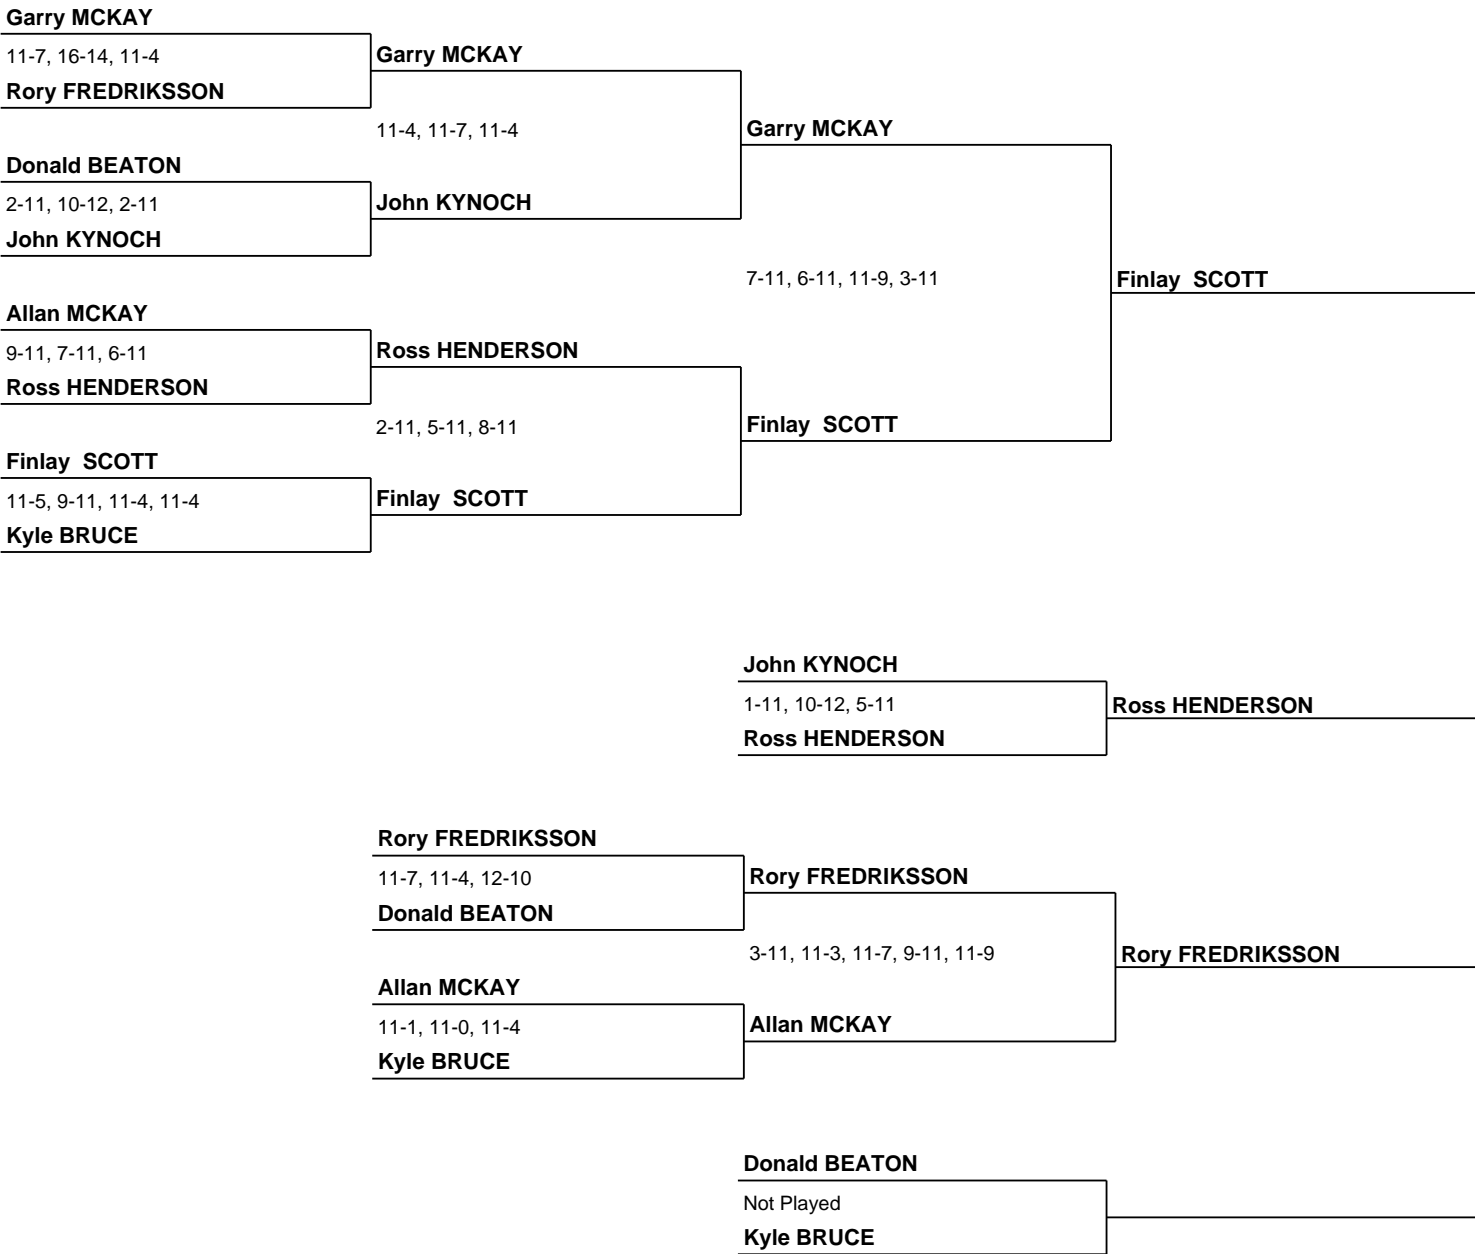 Garry MCKAY
11-7, 16-14, 11-4
Rory FREDRIKSSON
Donald BEATON
2-11, 10-12, 2-11
John KYNOCH
Allan MCKAY
9-11, 7-11, 6-11
Ross HENDERSON
Finlay  SCOTT
11-5, 9-11, 11-4, 11-4
Kyle BRUCE
Garry MCKAY
11-4, 11-7, 11-4
John KYNOCH
Ross HENDERSON
2-11, 5-11, 8-11
Finlay  SCOTT
Garry MCKAY
7-11, 6-11, 11-9, 3-11
Finlay  SCOTT
Finlay  SCOTT
John KYNOCH
1-11, 10-12, 5-11
Ross HENDERSON
Ross HENDERSON
Rory FREDRIKSSON
11-7, 11-4, 12-10
Donald BEATON
Allan MCKAY
11-1, 11-0, 11-4
Kyle BRUCE
Rory FREDRIKSSON
3-11, 11-3, 11-7, 9-11, 11-9
Allan MCKAY
Rory FREDRIKSSON
Donald BEATON
Not Played
Kyle BRUCE